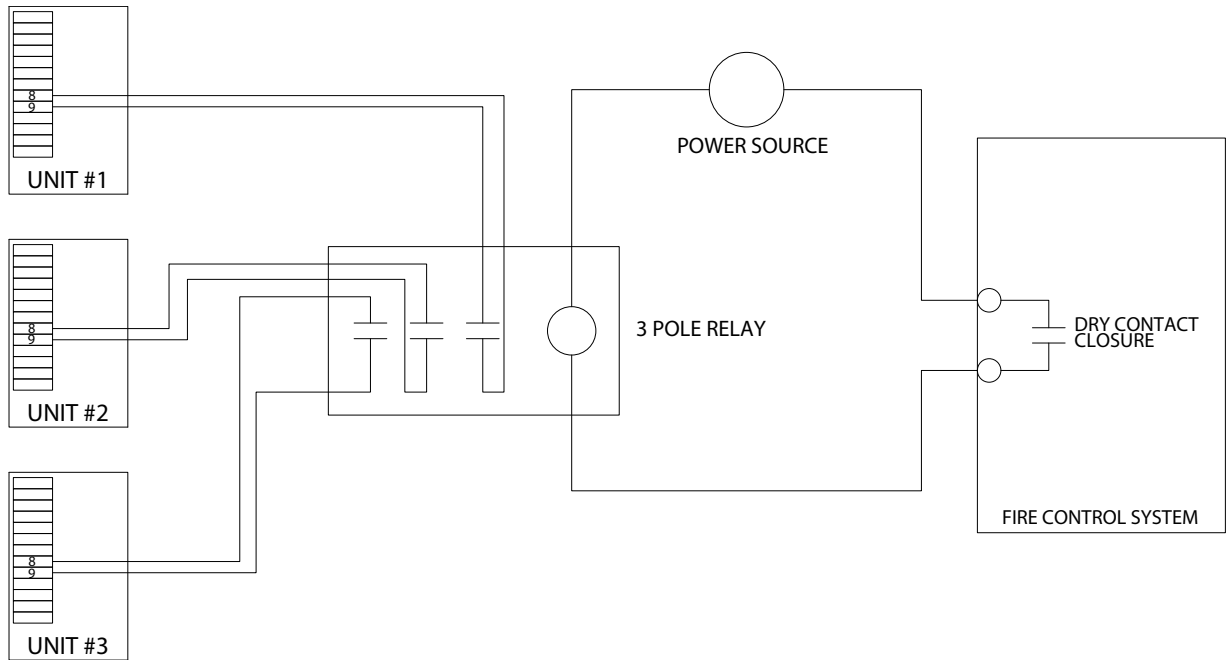 8
9
UNIT #1
POWER SOURCE
8
9
UNIT #2
3 POLE RELAY
DRY CONTACT
CLOSURE
FIRE CONTROL SYSTEM
8
9
UNIT #3